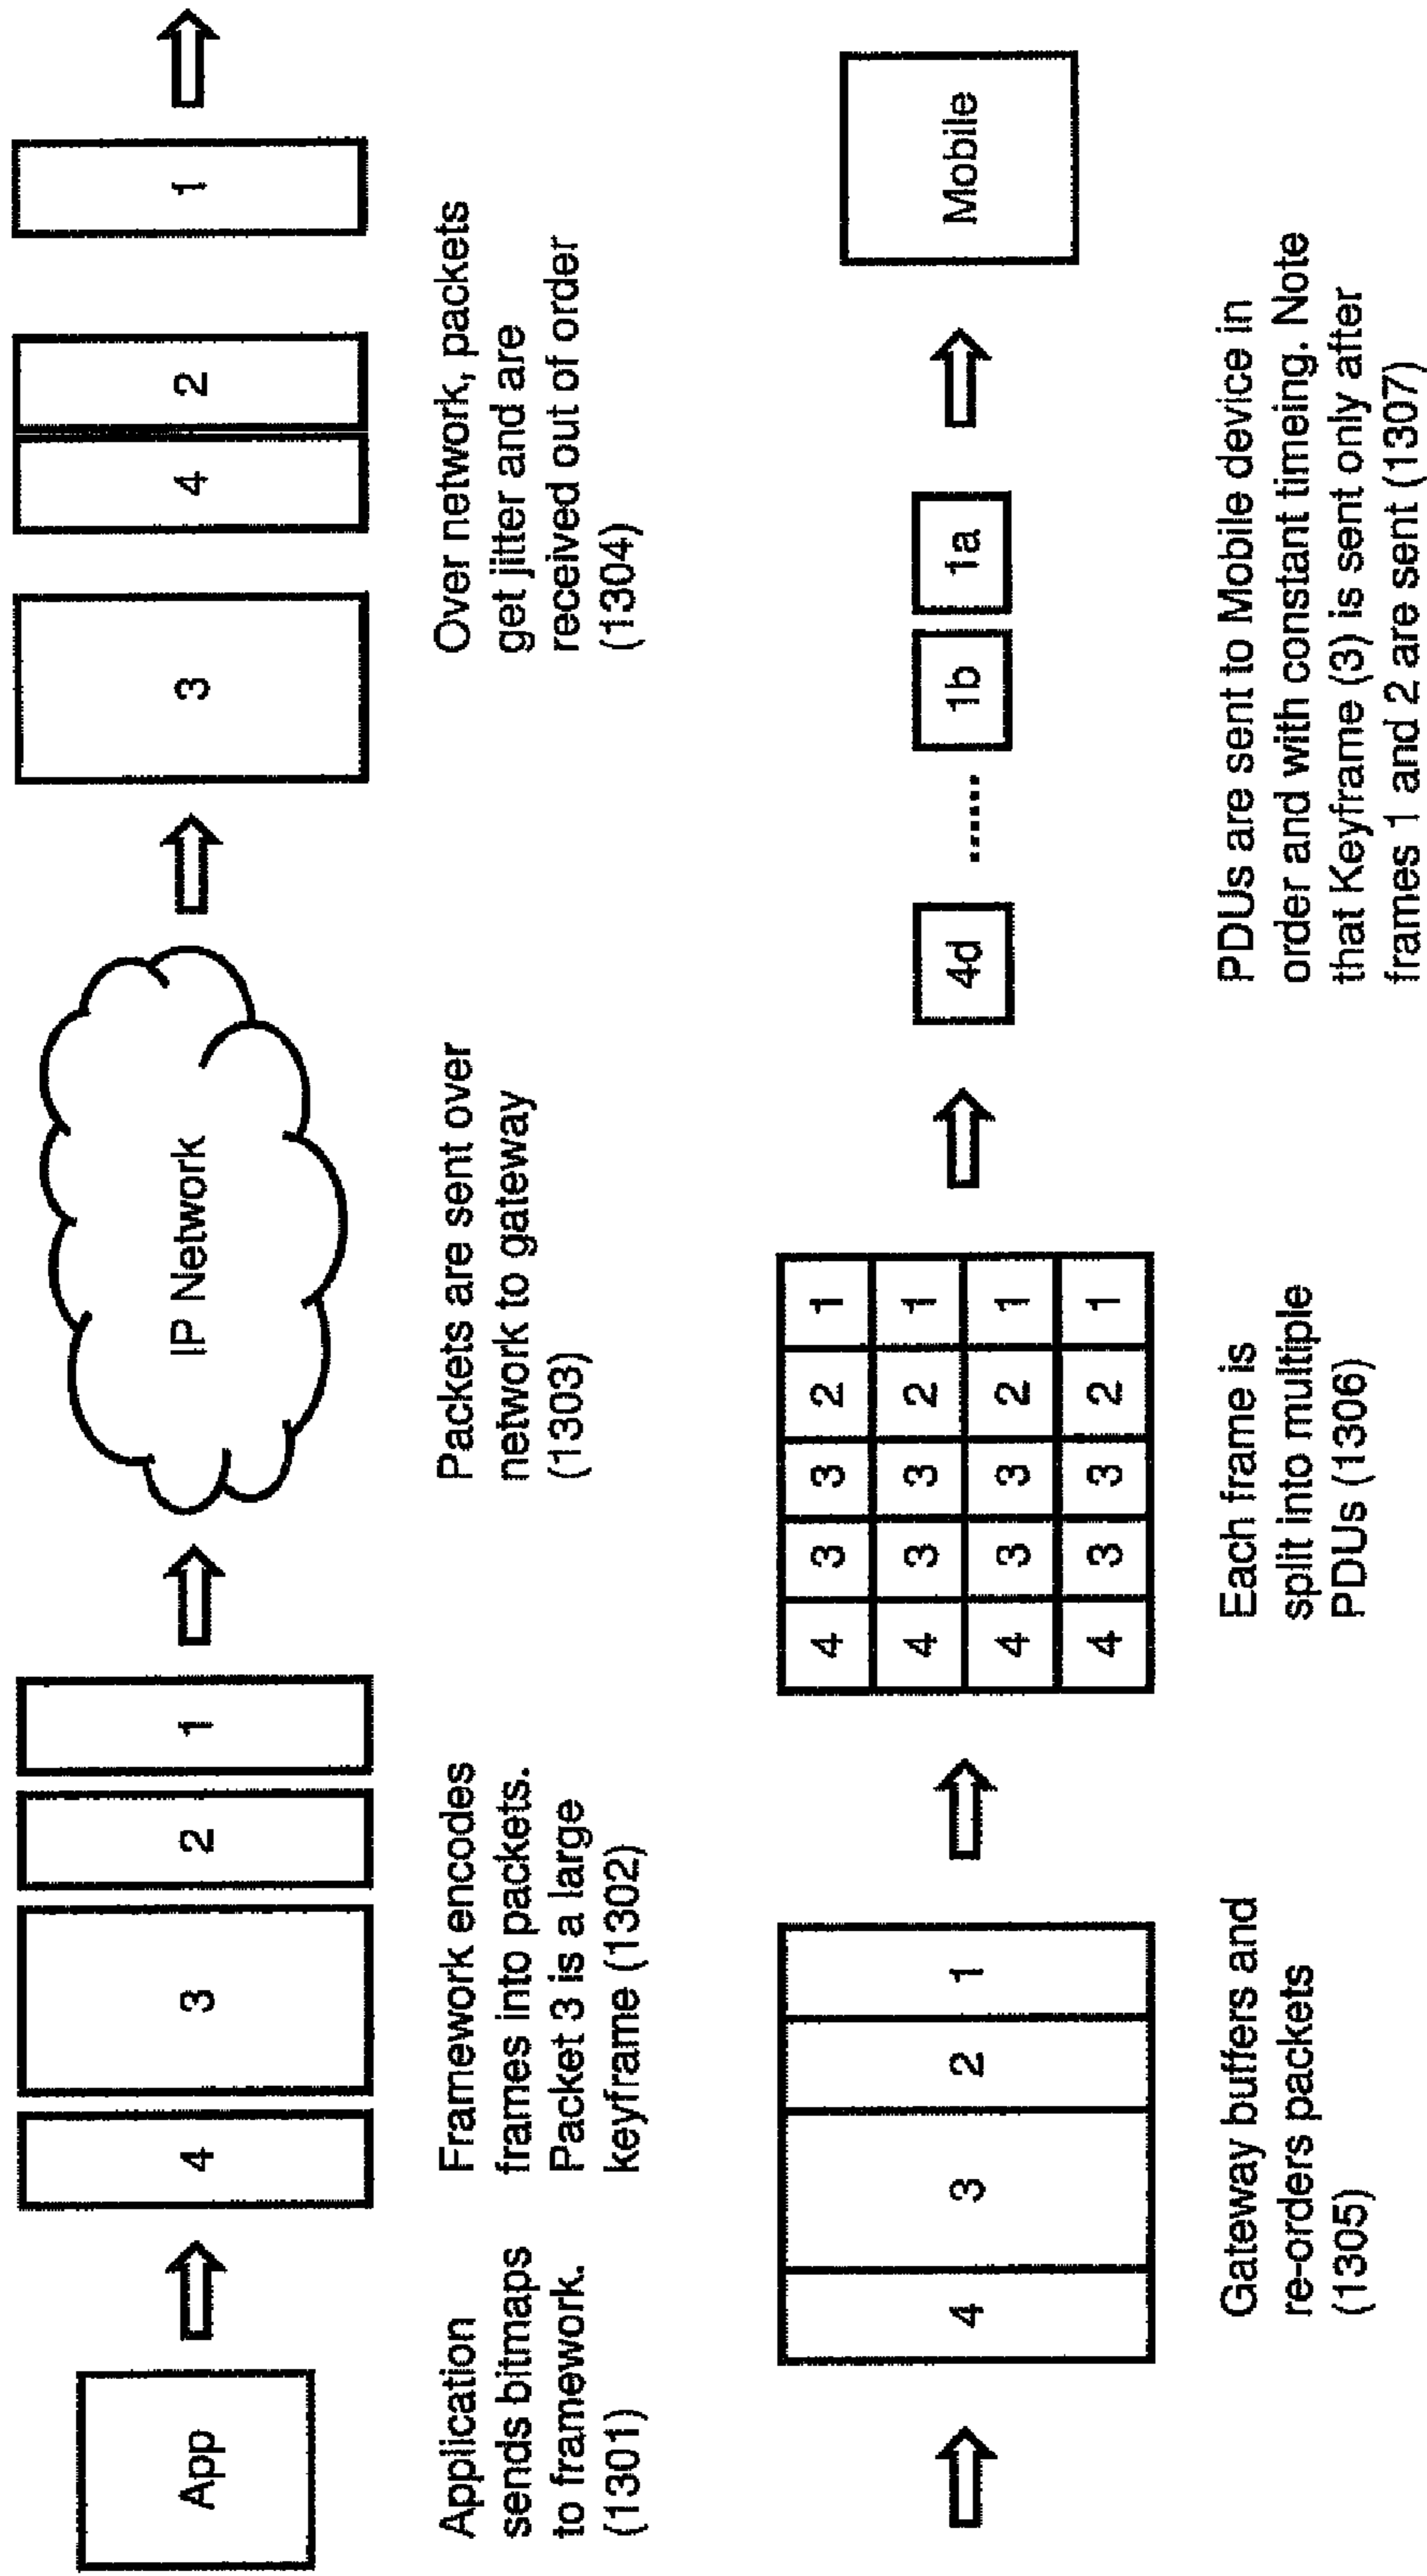 App
4
3
2
1
IP Network
3
4
2
1
Application
sends bitmaps
to framework.
(1301)
Framework encodes
frames into packets.
Packet 3 is a large
keyframe (1302)
Packets are sent over
network to gateway
(1303)
Over network, packets
get jitter and are
received out of order
(1304)
4
3
2
1
4 3 3 2 1
4 3 3 2 1
4 3 3 2 1
4 3 3 2 1
4d
......
1b
1a
Mobile
Gateway buffers and
re-orders packets
(1305)
Each frame is
split into multiple
PDUs (1306)
PDUs are sent to Mobile device in
order and with constant timeing. Note
that Keyframe (3) is sent only after
frames 1 and 2 are sent (1307)